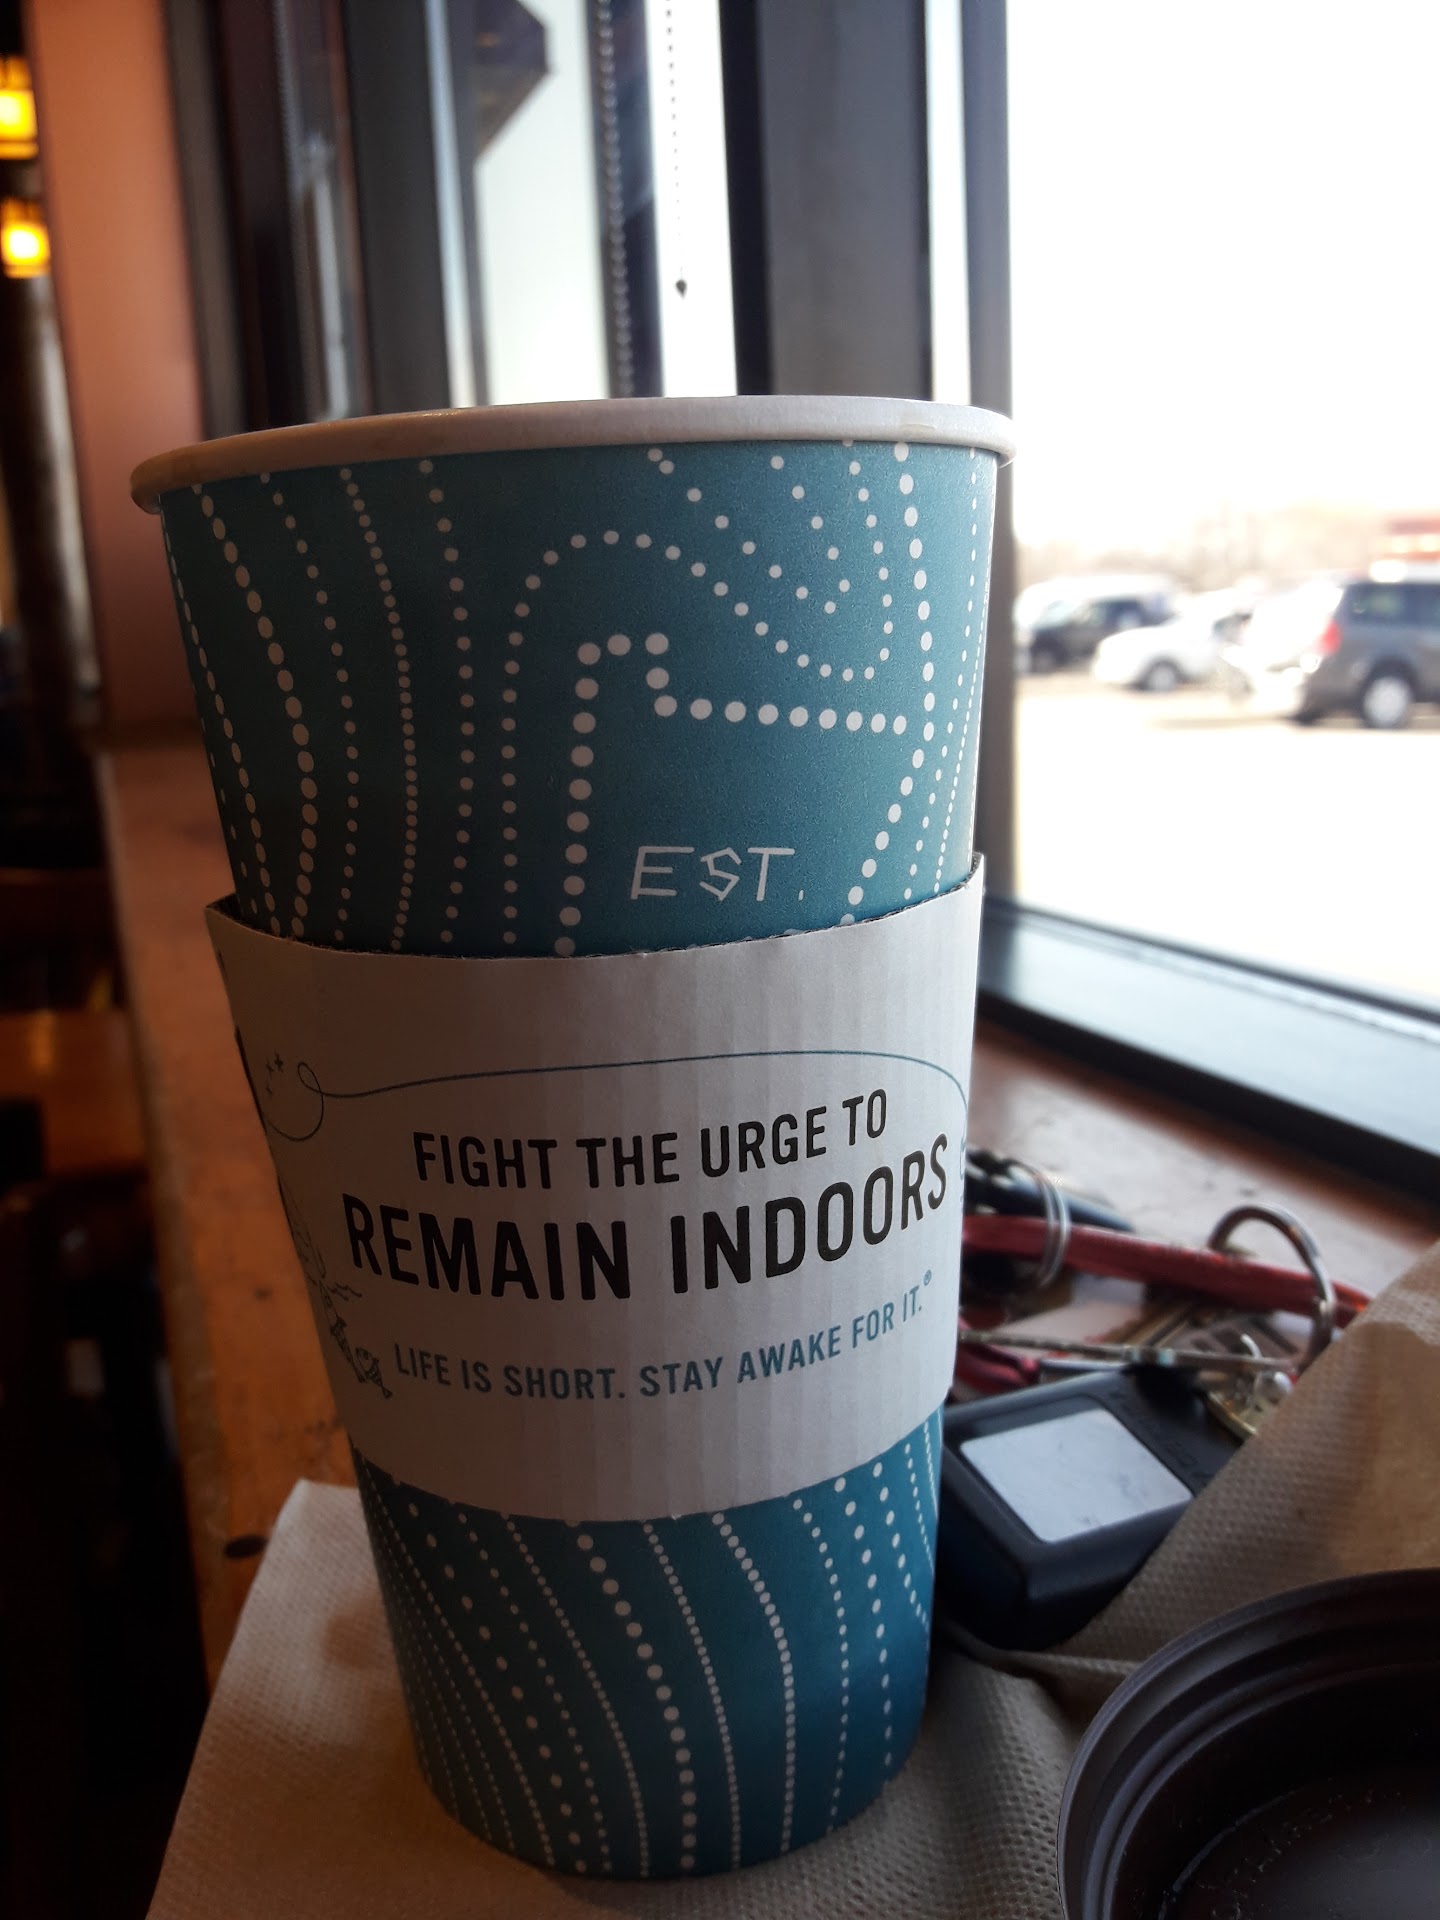 EST.
FIGHT THE URGE TO
REMAIN INDOORS
LIFE IS SHORT. STAY AWAKE FOR IT.®